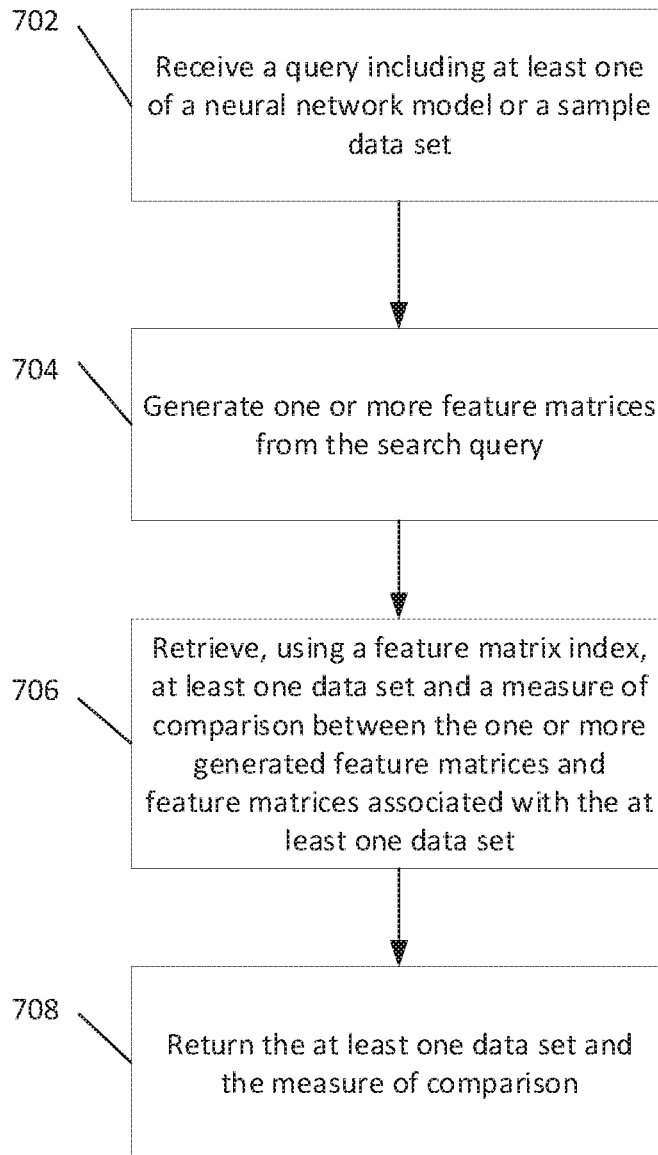 702
Receive a query including at least one
of a neural network model or a sample
data set
704
Generate one or more feature matrices
from the search query
706
Retrieve, using a feature matrix index,
at least one data set and a measure of
comparison between the one or more
generated feature matrices and
feature matrices associated with the at
least one data set
708
Return the at least one data set and
the measure of comparison